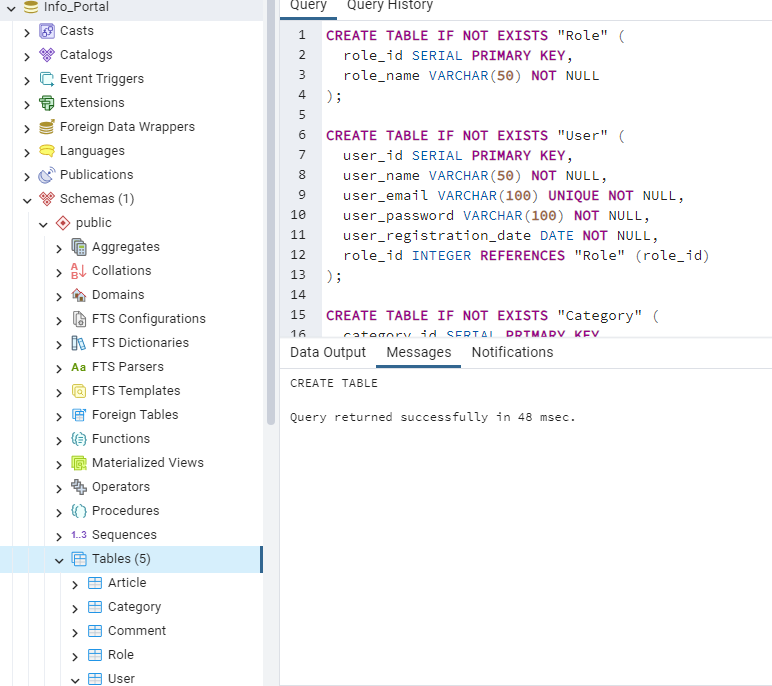 Info_Portal
Casts
Catalogs
Event Triggers
Extensions
Foreign Data Wrappers
Languages
Publications
Schemas (1)
public
Aggregates
Collations
Domains
FTS Configurations
FTS Dictionaries
Aa FTS Parsers
FTS Templates
Foreign Tables
Functions
Materialized Views
Operators
Procedures
1..3 Sequences
Tables (5)
Article
Category
Comment
Role
User
Query Query History
1 CREATE TABLE IF NOT EXISTS "Role" (
2 role_id SERIAL PRIMARY KEY,
3 role_name VARCHAR(50) NOT NULL
4 );
5
6 CREATE TABLE IF NOT EXISTS "User" (
7 user_id SERIAL PRIMARY KEY,
8 user_name VARCHAR(50) NOT NULL,
9 user_email VARCHAR(100) UNIQUE NOT NULL,
10 user_password VARCHAR(100) NOT NULL,
11 user_registration_date DATE NOT NULL,
12 role_id INTEGER REFERENCES "Role" (role_id)
13 );
14
15 CREATE TABLE IF NOT EXISTS "Category" (
16 category_id SERIAL PRIMARY KEY
Data Output Messages Notifications
CREATE TABLE
Query returned successfully in 48 msec.